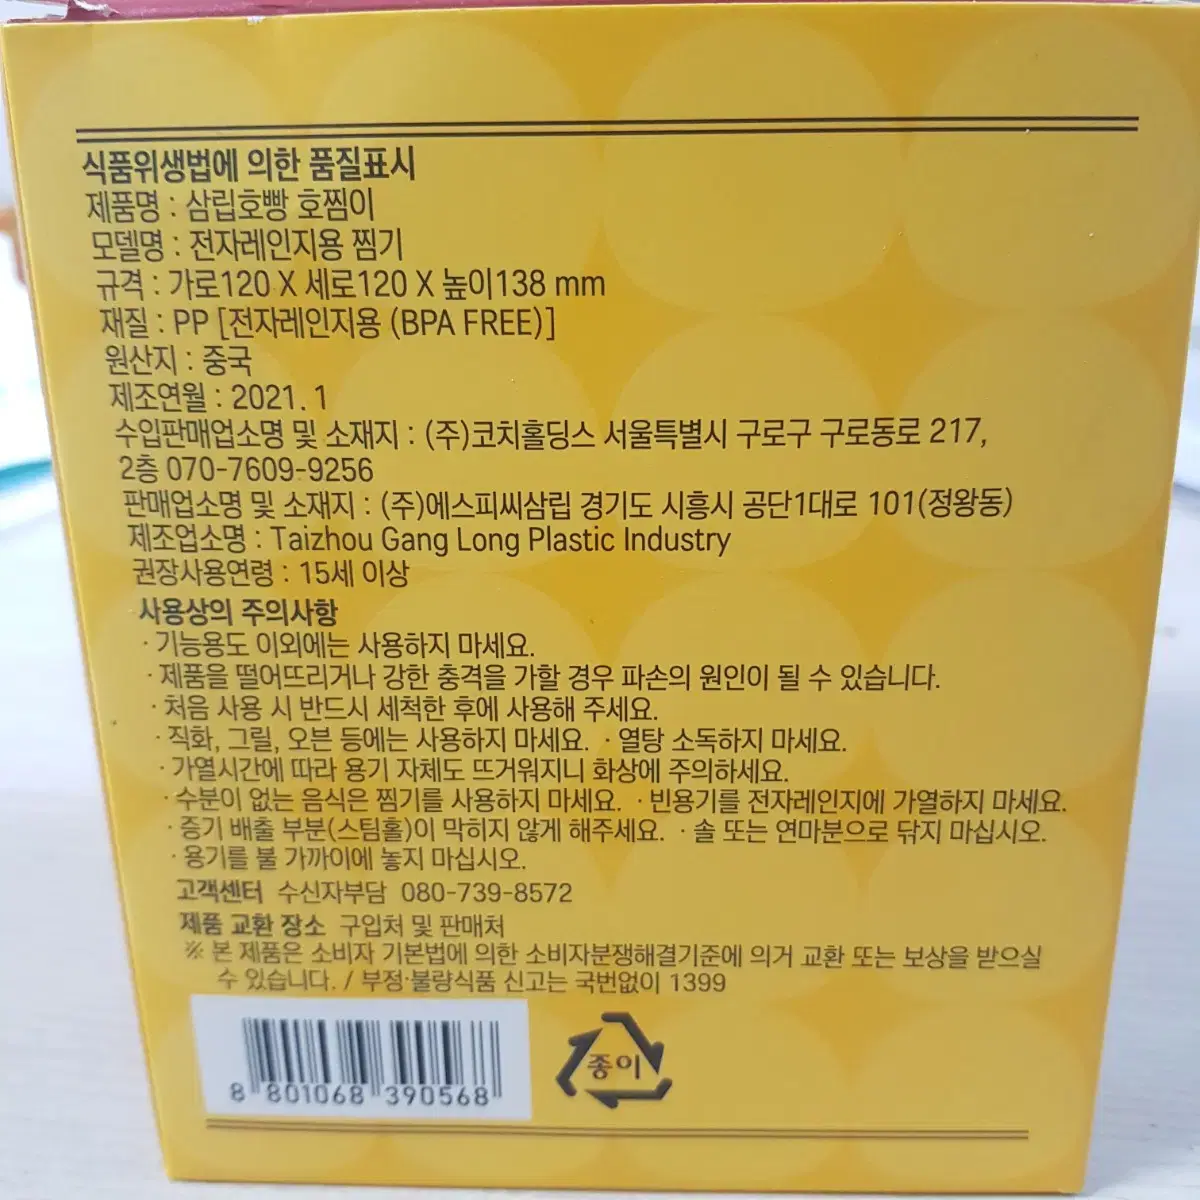 식품위생법에 의한 품질표시
제품명 : 삼립호빵 호찜이
모델명 : 전자레인지용 찜기
규격 : 가로120 X 세로120 X 높이138 mm
재질 : PP [전자레인지용 (BPA FREE)]
원산지 : 중국
제조연월 : 2021. 1
수입판매업소명 및 소재지 : (주)코치홀딩스 서울특별시 구로구 구로동로 217,
2층 070-7609-9256
판매업소명 및 소재지 : (주)에스피씨삼립 경기도 시흥시 공단1대로 101(정왕동)
제조업소명 : Taizhou Gang Long Plastic Industry
권장사용연령 : 15세 이상
사용상의 주의사항
· 기능용도 이외에는 사용하지 마세요.
· 제품을 떨어뜨리거나 강한 충격을 가할 경우 파손의 원인이 될 수 있습니다.
· 처음 사용 시 반드시 세척한 후에 사용해 주세요.
· 직화, 그릴, 오븐 등에는 사용하지 마세요. · 열탕 소독하지 마세요.
· 가열시간에 따라 용기 자체도 뜨거워지니 화상에 주의하세요.
· 수분이 없는 음식은 찜기를 사용하지 마세요. · 빈용기를 전자레인지에 가열하지 마세요.
· 증기 배출 부분(스팀홀)이 막히지 않게 해주세요. · 솔 또는 연마분으로 닦지 마십시오.
· 용기를 불 가까이에 놓지 마십시오.
고객센터 수신자부담 080-739-8572
제품 교환 장소 구입처 및 판매처
※ 본 제품은 소비자 기본법에 의한 소비자분쟁해결기준에 의거 교환 또는 보상을 받으실
수 있습니다. / 부정·불량식품 신고는 국번없이 1399
종이
8 801068 390568